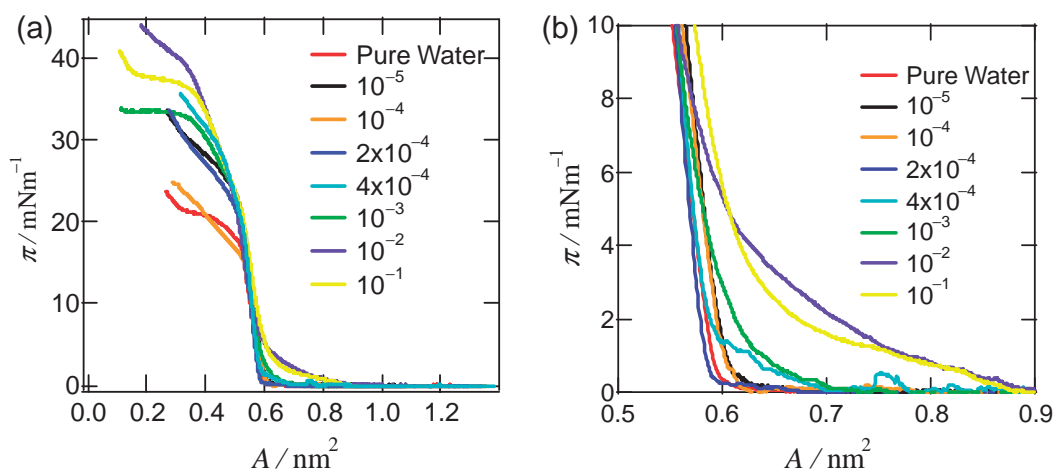 (a)
π / mNm⁻¹
40
30
20
10
0
0.0 0.2 0.4 0.6 0.8 1.0 1.2
A / nm²
Pure Water
10⁻⁵
10⁻⁴
2x10⁻⁴
4x10⁻⁴
10⁻³
10⁻²
10⁻¹
(b)
π / mNm⁻¹
10
8
6
4
2
0
0.5 0.6 0.7 0.8 0.9
A / nm²
Pure Water
10⁻⁵
10⁻⁴
2x10⁻⁴
4x10⁻⁴
10⁻³
10⁻²
10⁻¹